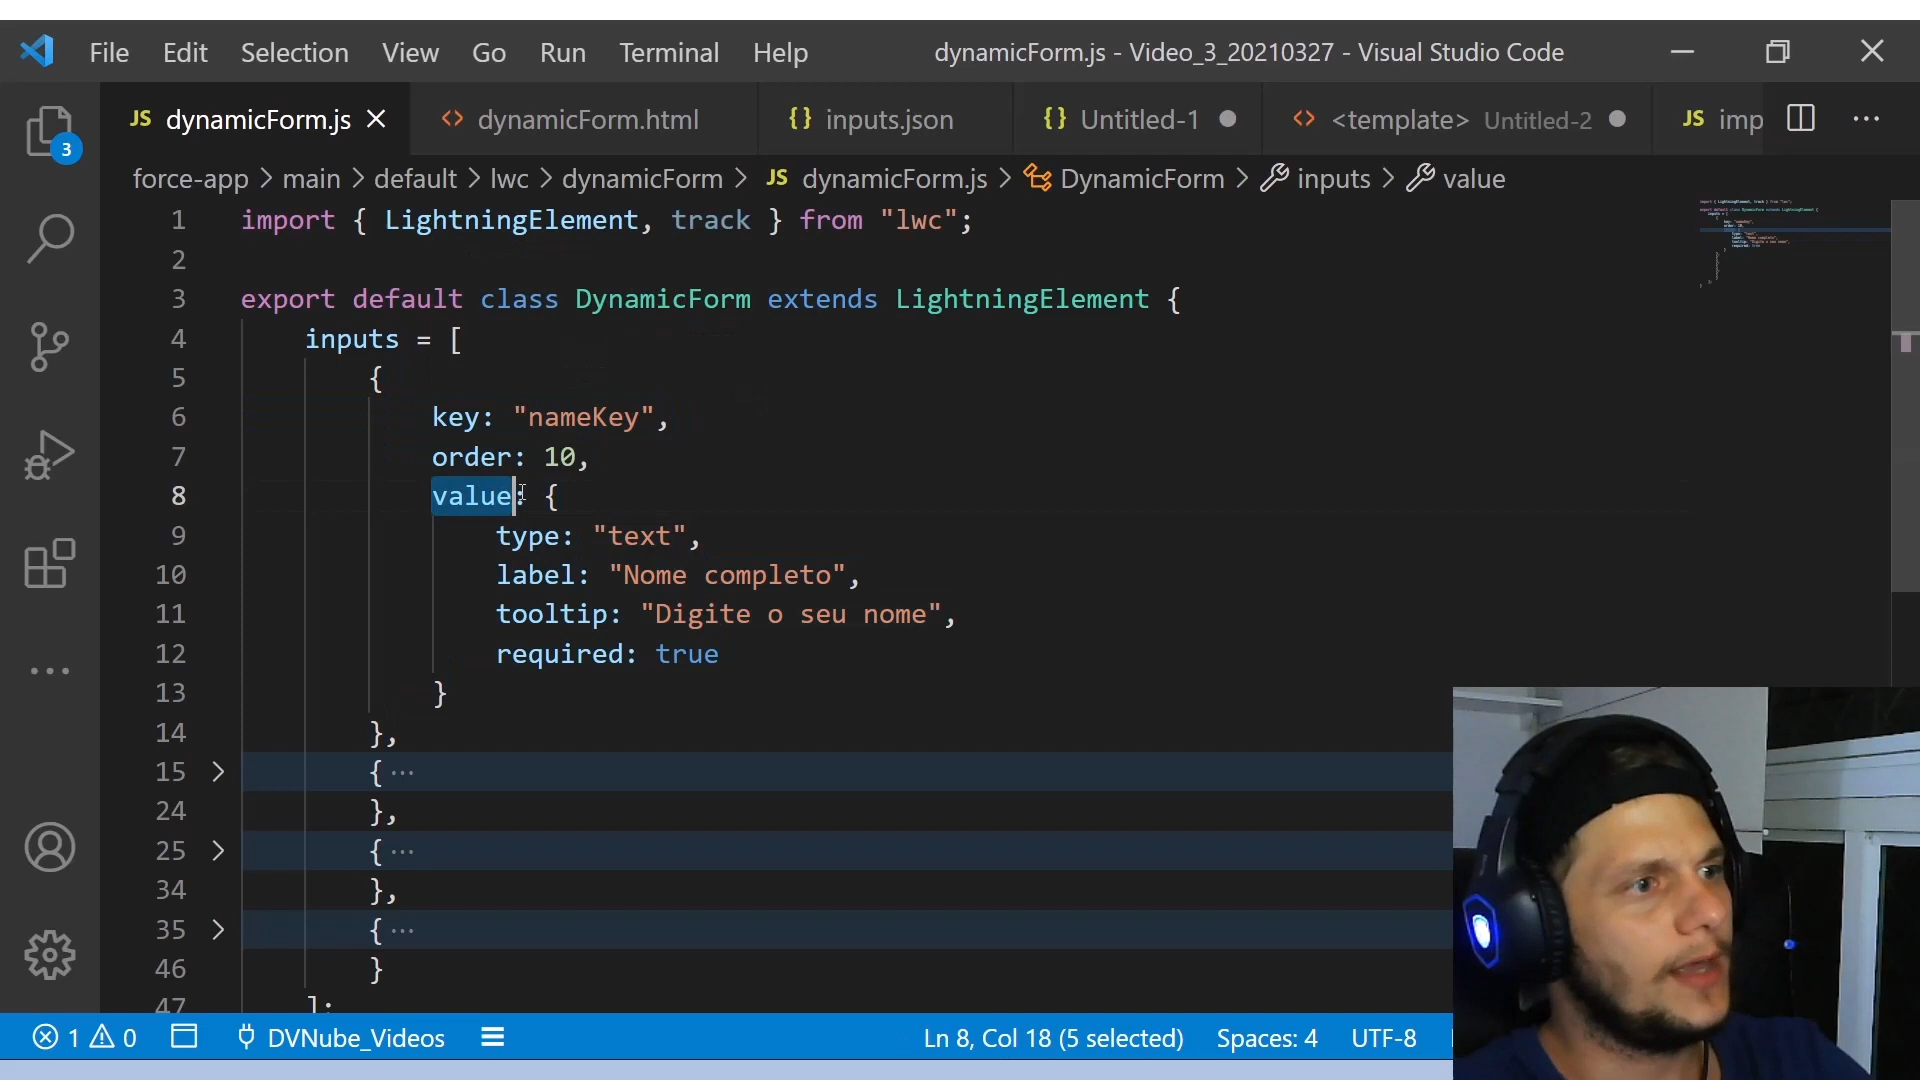 File Edit Selection View Go Run Terminal Help dynamicForm.js - Video_3_20210327 - Visual Studio Code
JS dynamicForm.js <> dynamicForm.html {} inputs.json {} Untitled-1 <> <template> Untitled-2 JS imp ...
3
force-app > main > default > lwc > dynamicForm > JS dynamicForm.js > DynamicForm > inputs > value
1 import { LightningElement, track } from "lwc";
2
3 export default class DynamicForm extends LightningElement {
4 inputs = [
5 {
6 key: "nameKey",
7 order: 10,
8 value: {
9 type: "text",
10 label: "Nome completo",
11 tooltip: "Digite o seu nome",
12 required: true
13 }
14 },
15 > { ...
24 },
25 > { ...
34 },
35 > { ...
46 }
47 ];
1 0 DVNube_Videos Ln 8, Col 18 (5 selected) Spaces: 4 UTF-8